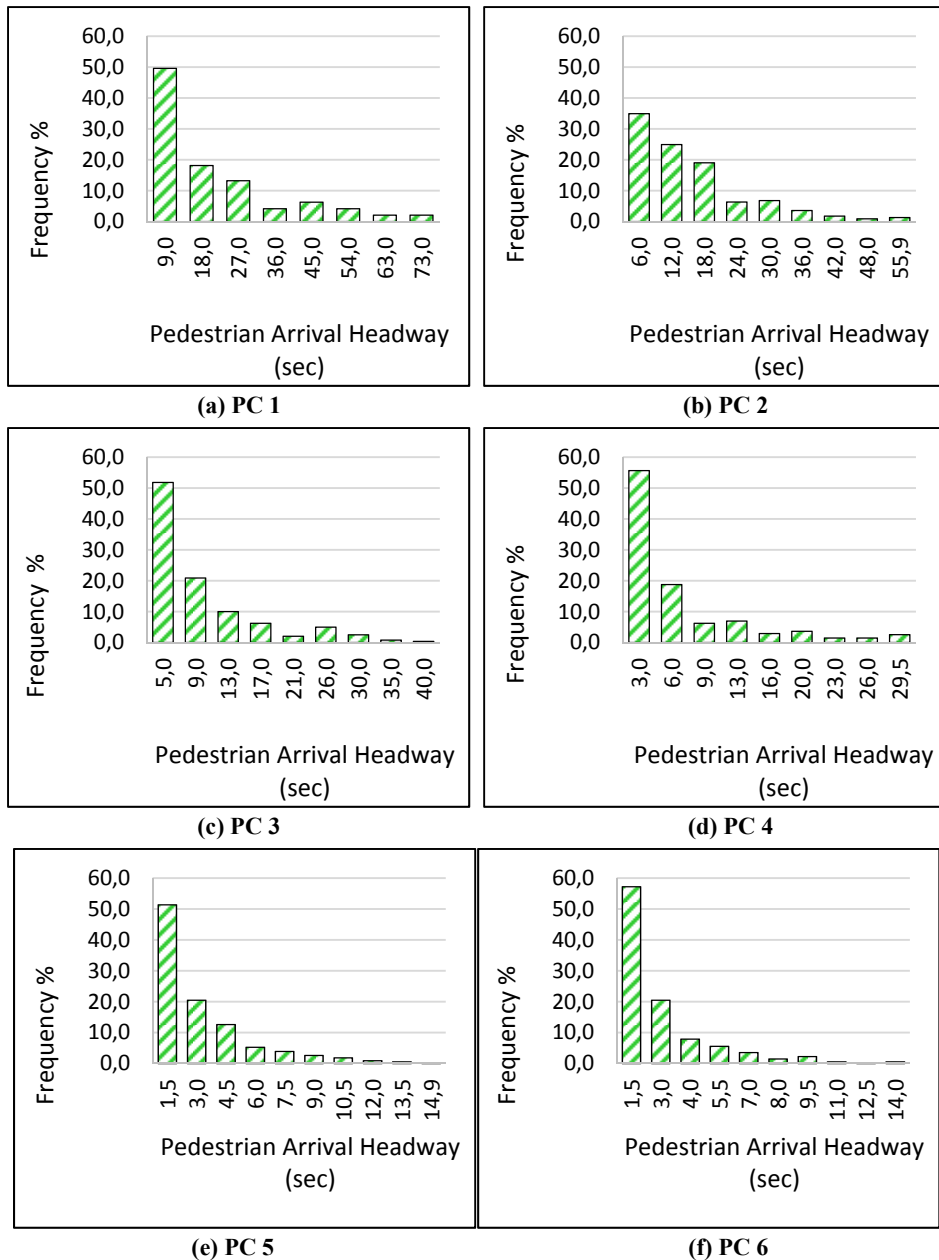 60,0
50,0
40,0
30,0
20,0
10,0
0,0
Frequency %
9,0 18,0 27,0 36,0 45,0 54,0 63,0 73,0
Pedestrian Arrival Headway
(sec)
(a) PC 1
60,0
50,0
40,0
30,0
20,0
10,0
0,0
Frequency %
6,0 12,0 18,0 24,0 30,0 36,0 42,0 48,0 55,9
Pedestrian Arrival Headway
(sec)
(b) PC 2
60,0
50,0
40,0
30,0
20,0
10,0
0,0
Frequency %
5,0 9,0 13,0 17,0 21,0 26,0 30,0 35,0 40,0
Pedestrian Arrival Headway
(sec)
(c) PC 3
60,0
50,0
40,0
30,0
20,0
10,0
0,0
Frequency %
3,0 6,0 9,0 13,0 16,0 20,0 23,0 26,0 29,5
Pedestrian Arrival Headway
(sec)
(d) PC 4
60,0
50,0
40,0
30,0
20,0
10,0
0,0
Frequency %
1,5 3,0 4,5 6,0 7,5 9,0 10,5 12,0 13,5 14,9
Pedestrian Arrival Headway
(sec)
(e) PC 5
60,0
50,0
40,0
30,0
20,0
10,0
0,0
Frequency %
1,5 3,0 4,0 5,5 7,0 8,0 9,5 11,0 12,5 14,0
Pedestrian Arrival Headway
(sec)
(f) PC 6